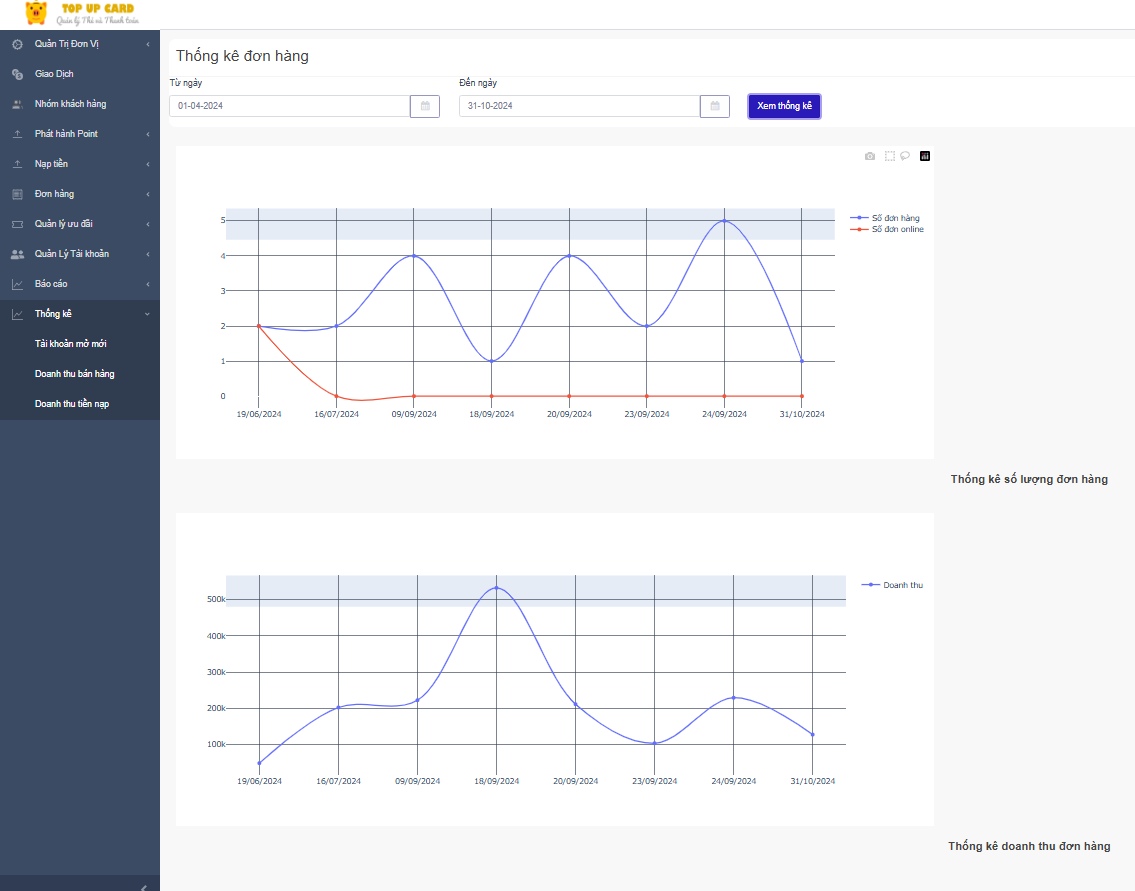 TOP UP CARD
Quản lý Thẻ và Thanh toán
Quản Trị Đơn Vị
Giao Dịch
Nhóm khách hàng
Phát hành Point
Nạp tiền
Đơn hàng
Quản lý ưu đãi
Quản Lý Tài khoản
Báo cáo
Thống kê
Tài khoản mở mới
Doanh thu bán hàng
Doanh thu tiền nạp
Thống kê đơn hàng
Từ ngày
Đến ngày
01-04-2024
31-10-2024
Xem thống kê
5
4
3
2
1
0
19/06/2024
16/07/2024
09/09/2024
18/09/2024
20/09/2024
23/09/2024
24/09/2024
31/10/2024
Số đơn hàng
Số đơn online
Thống kê số lượng đơn hàng
500k
400k
300k
200k
100k
19/06/2024
16/07/2024
09/09/2024
18/09/2024
20/09/2024
23/09/2024
24/09/2024
31/10/2024
Doanh thu
Thống kê doanh thu đơn hàng